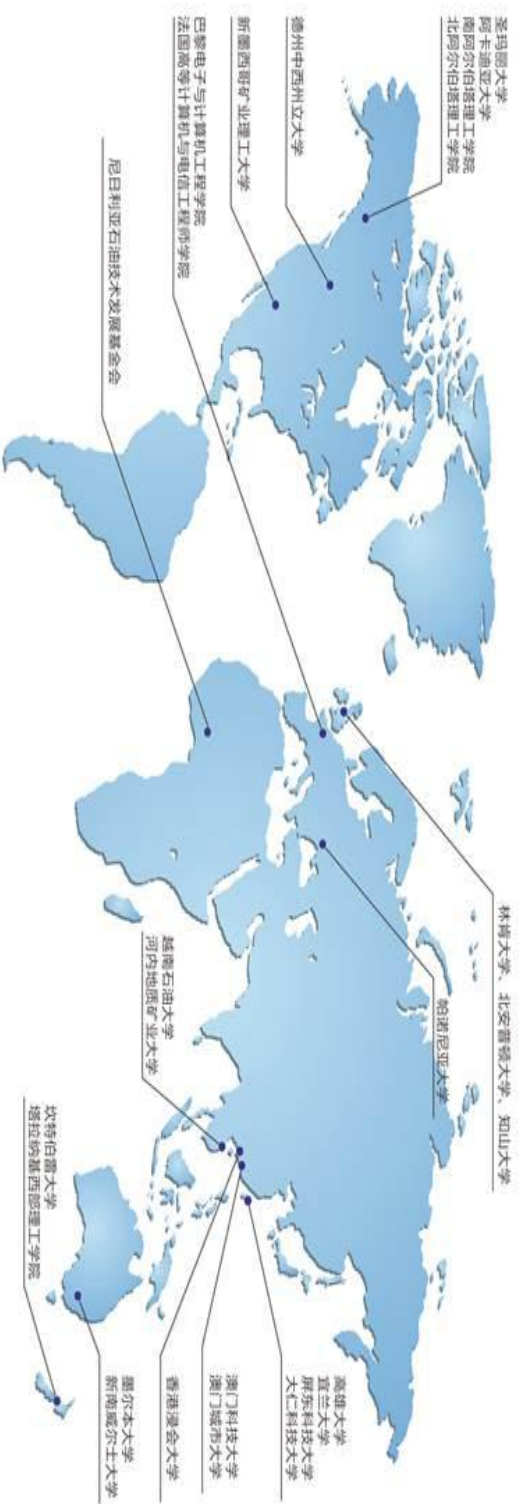 圣玛丽大学
阿卡迪亚大学
南阿尔伯塔理工学院
北阿尔伯塔理工学院
德州中西州立大学
新墨西哥矿业理工大学
巴黎电子与计算机工程学院
法国高等计算机与电信工程师学院
尼日利亚石油技术发展基金会
林肯大学、北安普顿大学、知山大学
帕诺尼亚大学
越南石油大学
河内地质矿业大学
高雄大学
宜兰大学
屏东科技大学
大仁科技大学
澳门科技大学
澳门城市大学
香港浸会大学
墨尔本大学
新南威尔士大学
坎特伯雷大学
塔拉纳基西部理工学院